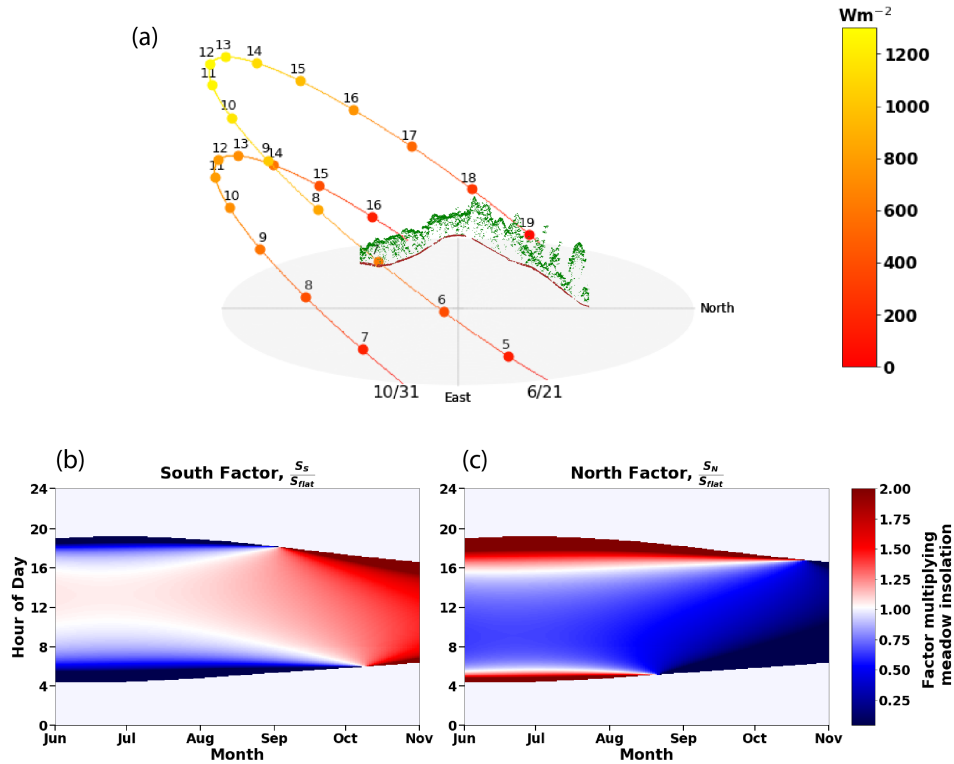 (a)
Wm⁻²
12 13 14
15
11
16
10
17
12 13 9 14
18
11
15
8
16
10
19
9
7
8
6
North
7
5
10/31
East
6/21
1200
1000
800
600
400
200
0
(b)
South Factor, S_S/S_flat
24
20
16
12
8
4
0
Hour of Day
Jun Jul Aug Sep Oct Nov
Month
(c)
North Factor, S_N/S_flat
24
20
16
12
8
4
0
Jun Jul Aug Sep Oct Nov
Month
2.00
1.75
1.50
1.25
1.00
0.75
0.50
0.25
Factor multiplying
meadow insolation